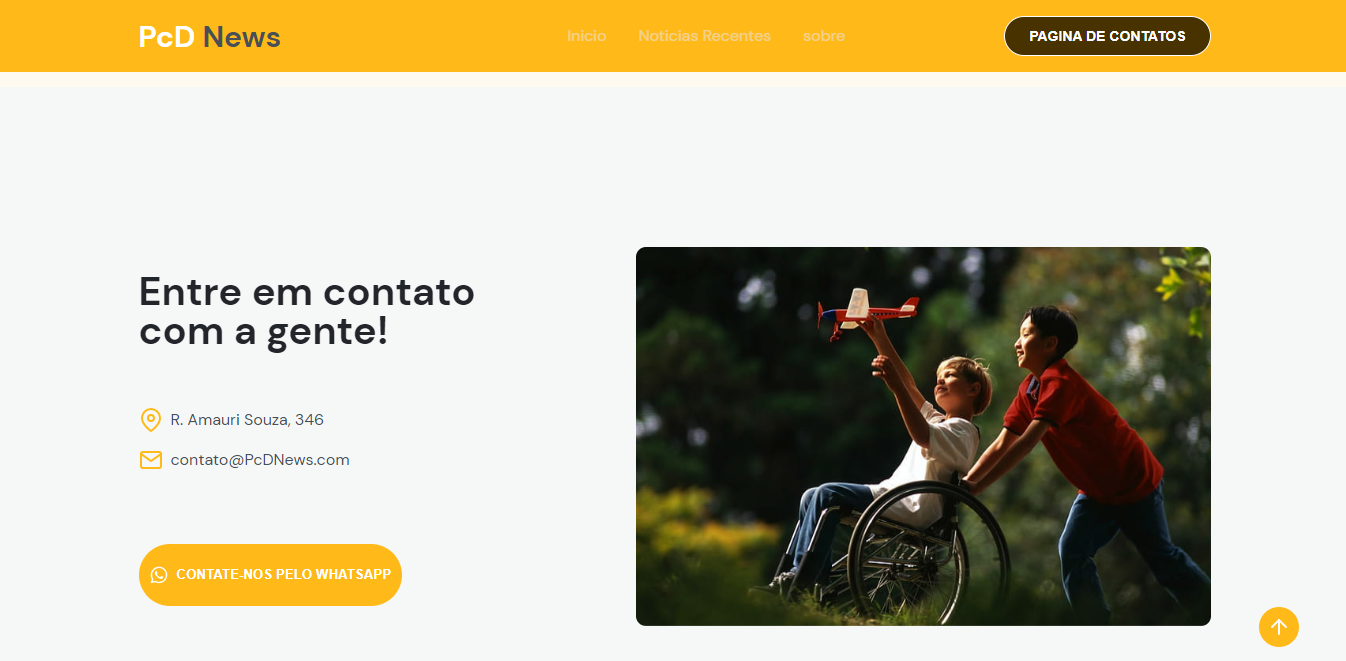 PcD News
Inicio
Noticias Recentes
sobre
PAGINA DE CONTATOS
Entre em contato
com a gente!
R. Amauri Souza, 346
contato@PcDNews.com
CONTATE-NOS PELO WHATSAPP